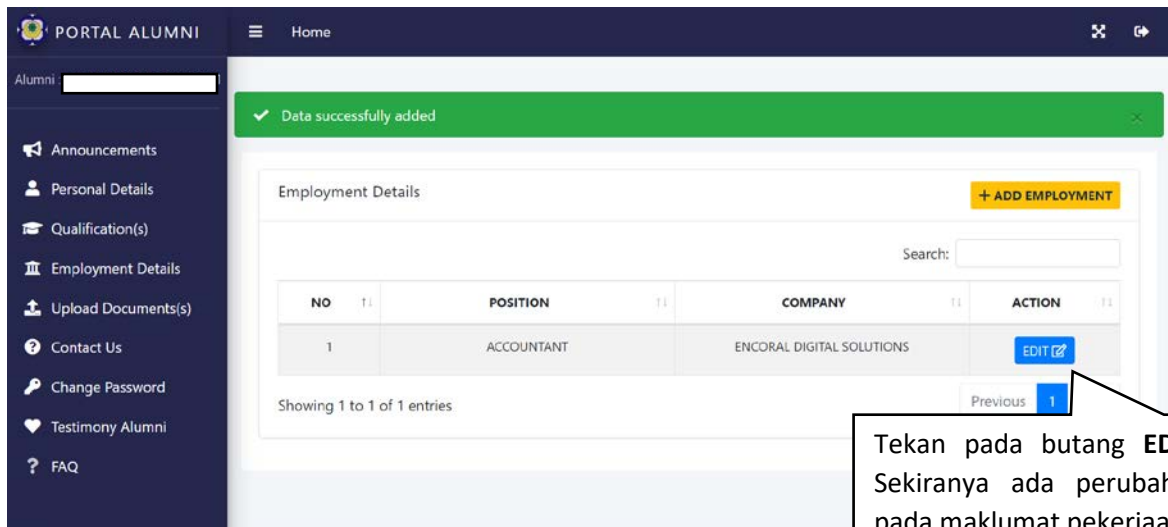 PORTAL ALUMNI
Home
Alumni :
Data successfully added
Announcements
Personal Details
Qualification(s)
Employment Details
Upload Documents(s)
Contact Us
Change Password
Testimony Alumni
FAQ
Employment Details
+ ADD EMPLOYMENT
Search:
NO POSITION COMPANY ACTION
1 ACCOUNTANT ENCORAL DIGITAL SOLUTIONS EDIT
Showing 1 to 1 of 1 entries
Previous 1
Tekan pada butang
Sekiranya ada
pada maklumat